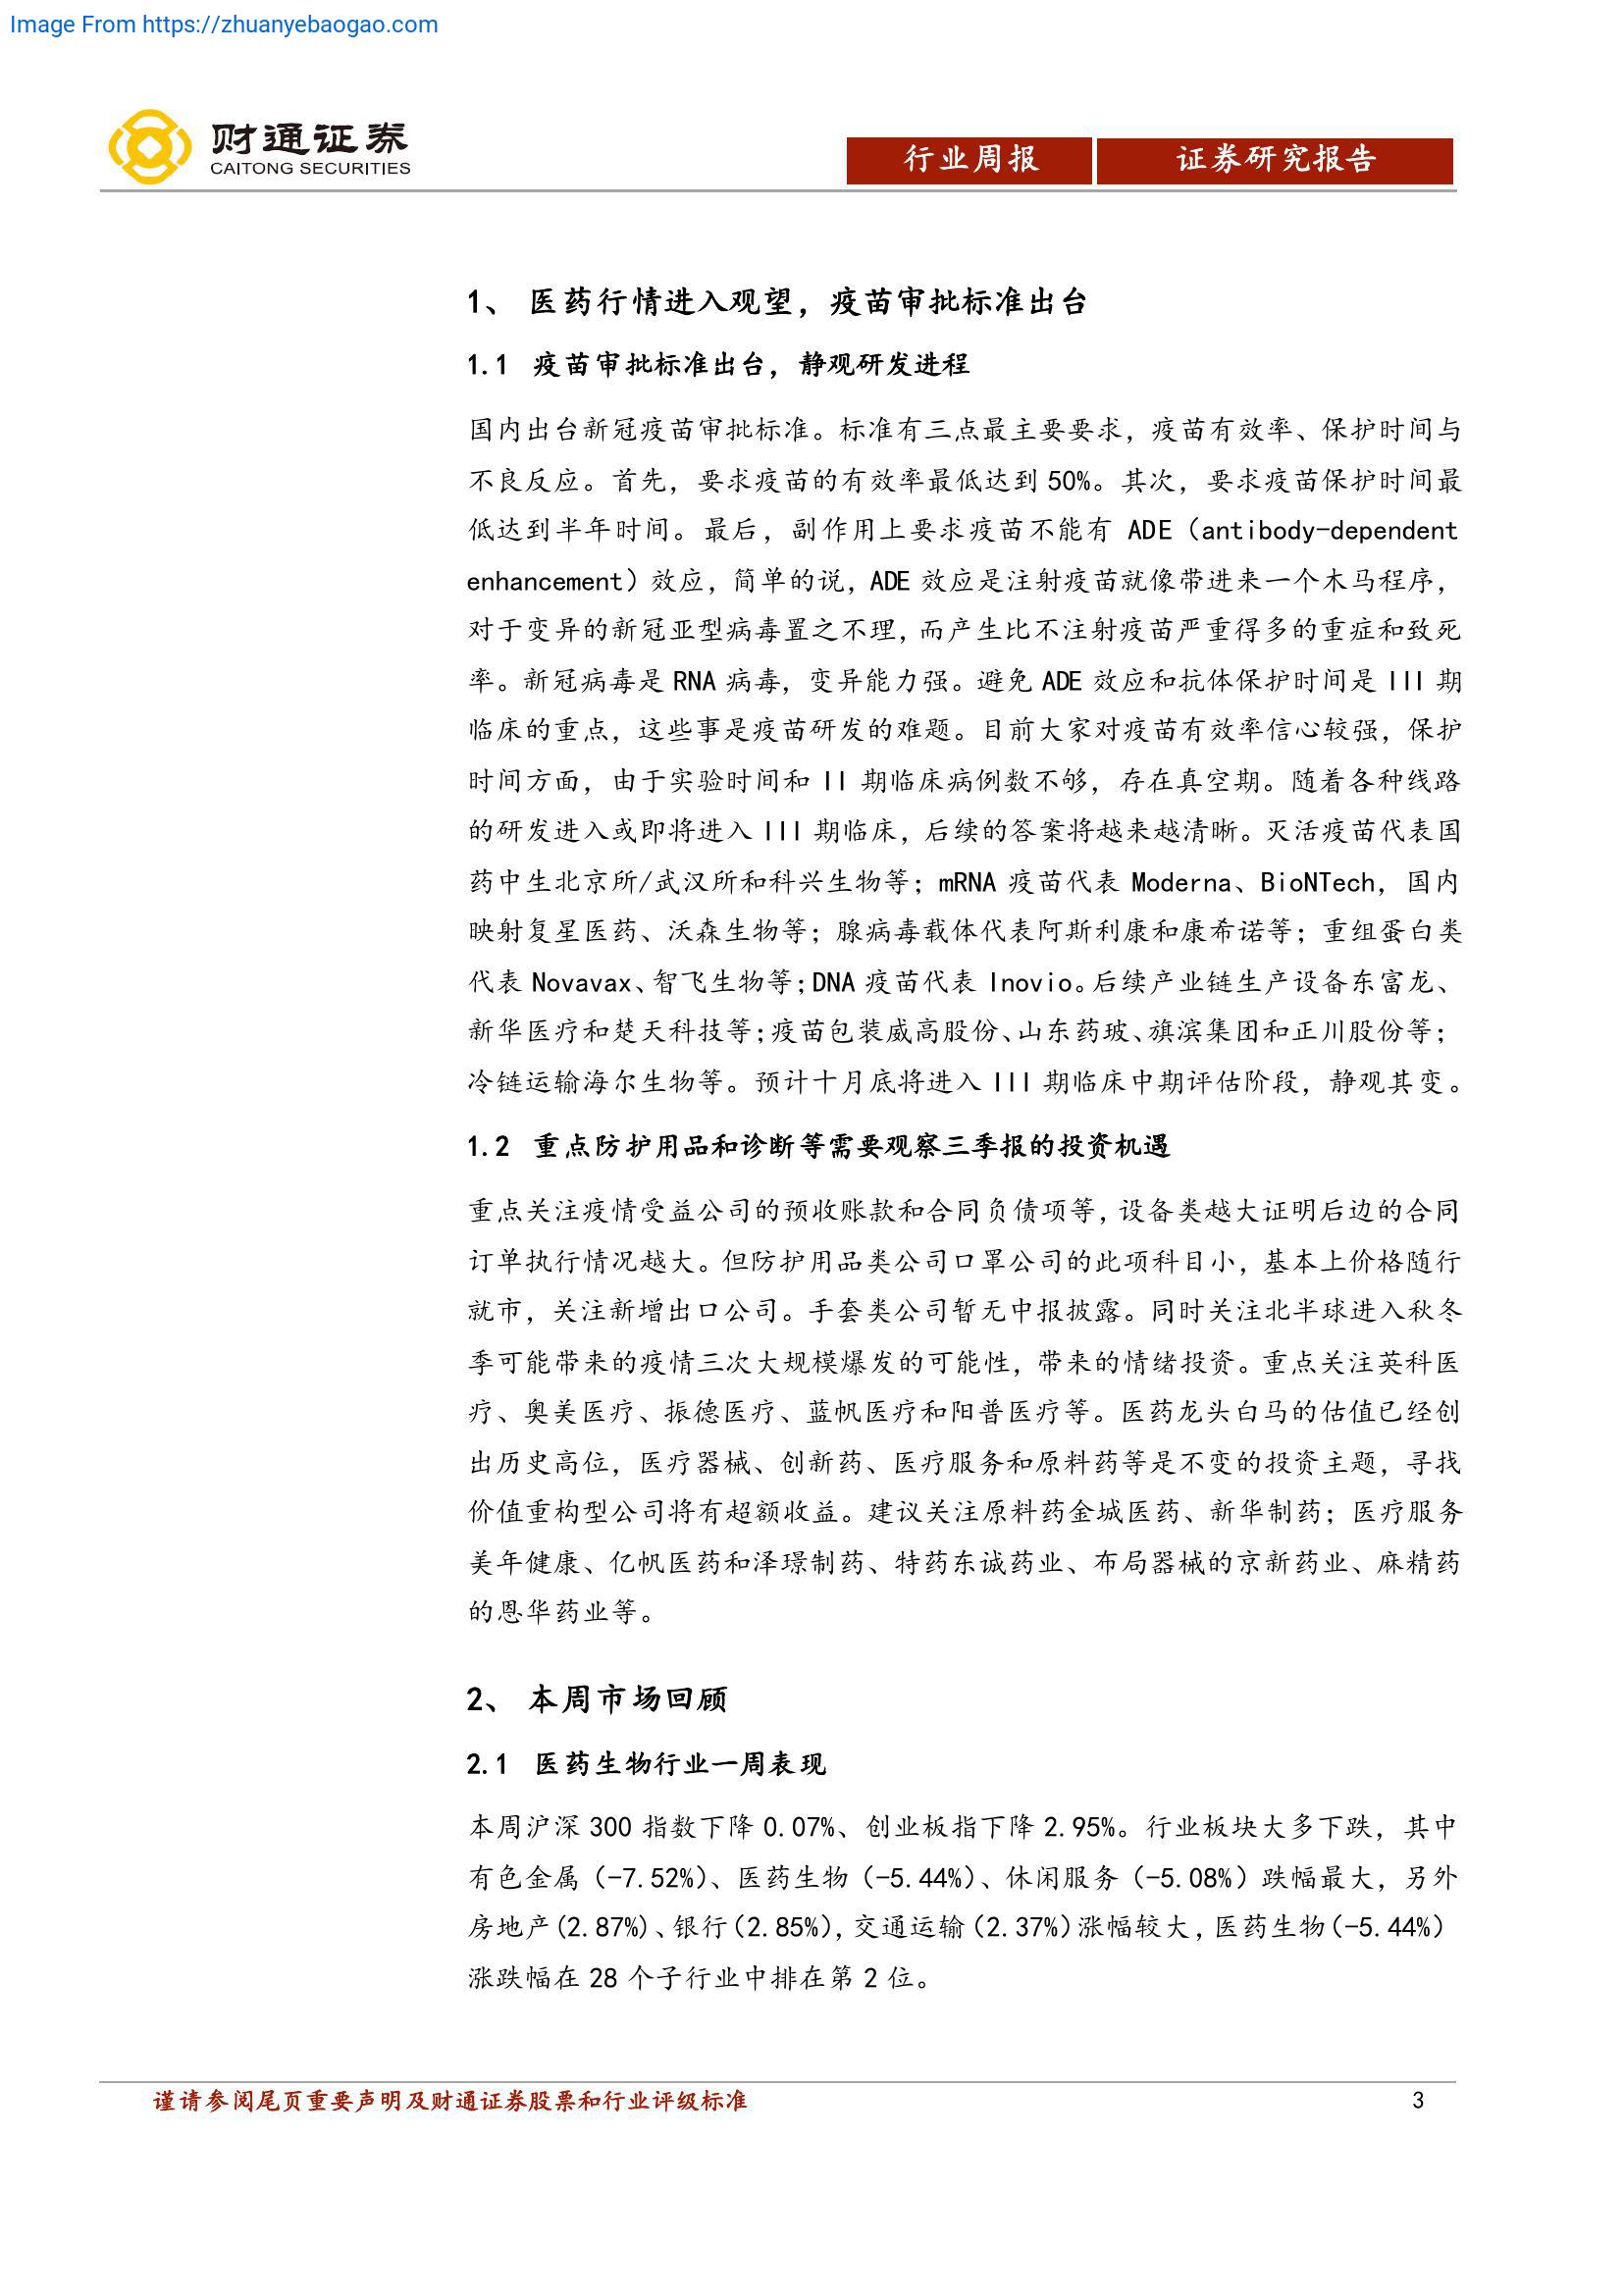 Image From https://zhuanyebaogao.com
财通证券
CAITONG SECURITIES
行业周报
证券研究报告
1、 医药行情进入观望，疫苗审批标准出台
1.1 疫苗审批标准出台，静观研发进程
国内出台新冠疫苗审批标准。标准有三点最主要要求，疫苗有效率、保护时间与
不良反应。首先，要求疫苗的有效率最低达到 50%。其次，要求疫苗保护时间最
低达到半年时间。最后，副作用上要求疫苗不能有 ADE（antibody-dependent
enhancement）效应，简单的说，ADE 效应是注射疫苗就像带进来一个木马程序，
对于变异的新冠亚型病毒置之不理，而产生比不注射疫苗严重得多的重症和致死
率。新冠病毒是 RNA 病毒，变异能力强。避免 ADE 效应和抗体保护时间是 III 期
临床的重点，这些事是疫苗研发的难题。目前大家对疫苗有效率信心较强，保护
时间方面，由于实验时间和 II 期临床病例数不够，存在真空期。随着各种线路
的研发进入或即将进入 III 期临床，后续的答案将越来越清晰。灭活疫苗代表国
药中生北京所/武汉所和科兴生物等；mRNA 疫苗代表 Moderna、BioNTech，国内
映射复星医药、沃森生物等；腺病毒载体代表阿斯利康和康希诺等；重组蛋白类
代表 Novavax、智飞生物等；DNA 疫苗代表 Inovio。后续产业链生产设备东富龙、
新华医疗和楚天科技等；疫苗包装威高股份、山东药玻、旗滨集团和正川股份等；
冷链运输海尔生物等。预计十月底将进入 III 期临床中期评估阶段，静观其变。
1.2 重点防护用品和诊断等需要观察三季报的投资机遇
重点关注疫情受益公司的预收账款和合同负债项等，设备类越大证明后边的合同
订单执行情况越大。但防护用品类公司口罩公司的此项科目小，基本上价格随行
就市，关注新增出口公司。手套类公司暂无中报披露。同时关注北半球进入秋冬
季可能带来的疫情三次大规模爆发的可能性，带来的情绪投资。重点关注英科医
疗、奥美医疗、振德医疗、蓝帆医疗和阳普医疗等。医药龙头白马的估值已经创
出历史高位，医疗器械、创新药、医疗服务和原料药等是不变的投资主题，寻找
价值重构型公司将有超额收益。建议关注原料药金城医药、新华制药；医疗服务
美年健康、亿帆医药和泽璟制药、特药东诚药业、布局器械的京新药业、麻精药
的恩华药业等。
2、 本周市场回顾
2.1 医药生物行业一周表现
本周沪深 300 指数下降 0.07%、创业板指下降 2.95%。行业板块大多下跌，其中
有色金属（-7.52%）、医药生物（-5.44%）、休闲服务（-5.08%）跌幅最大，另外
房地产(2.87%)、银行(2.85%)，交通运输(2.37%)涨幅较大，医药生物(-5.44%)
涨跌幅在 28 个子行业中排在第 2 位。
谨请参阅尾页重要声明及财通证券股票和行业评级标准
3